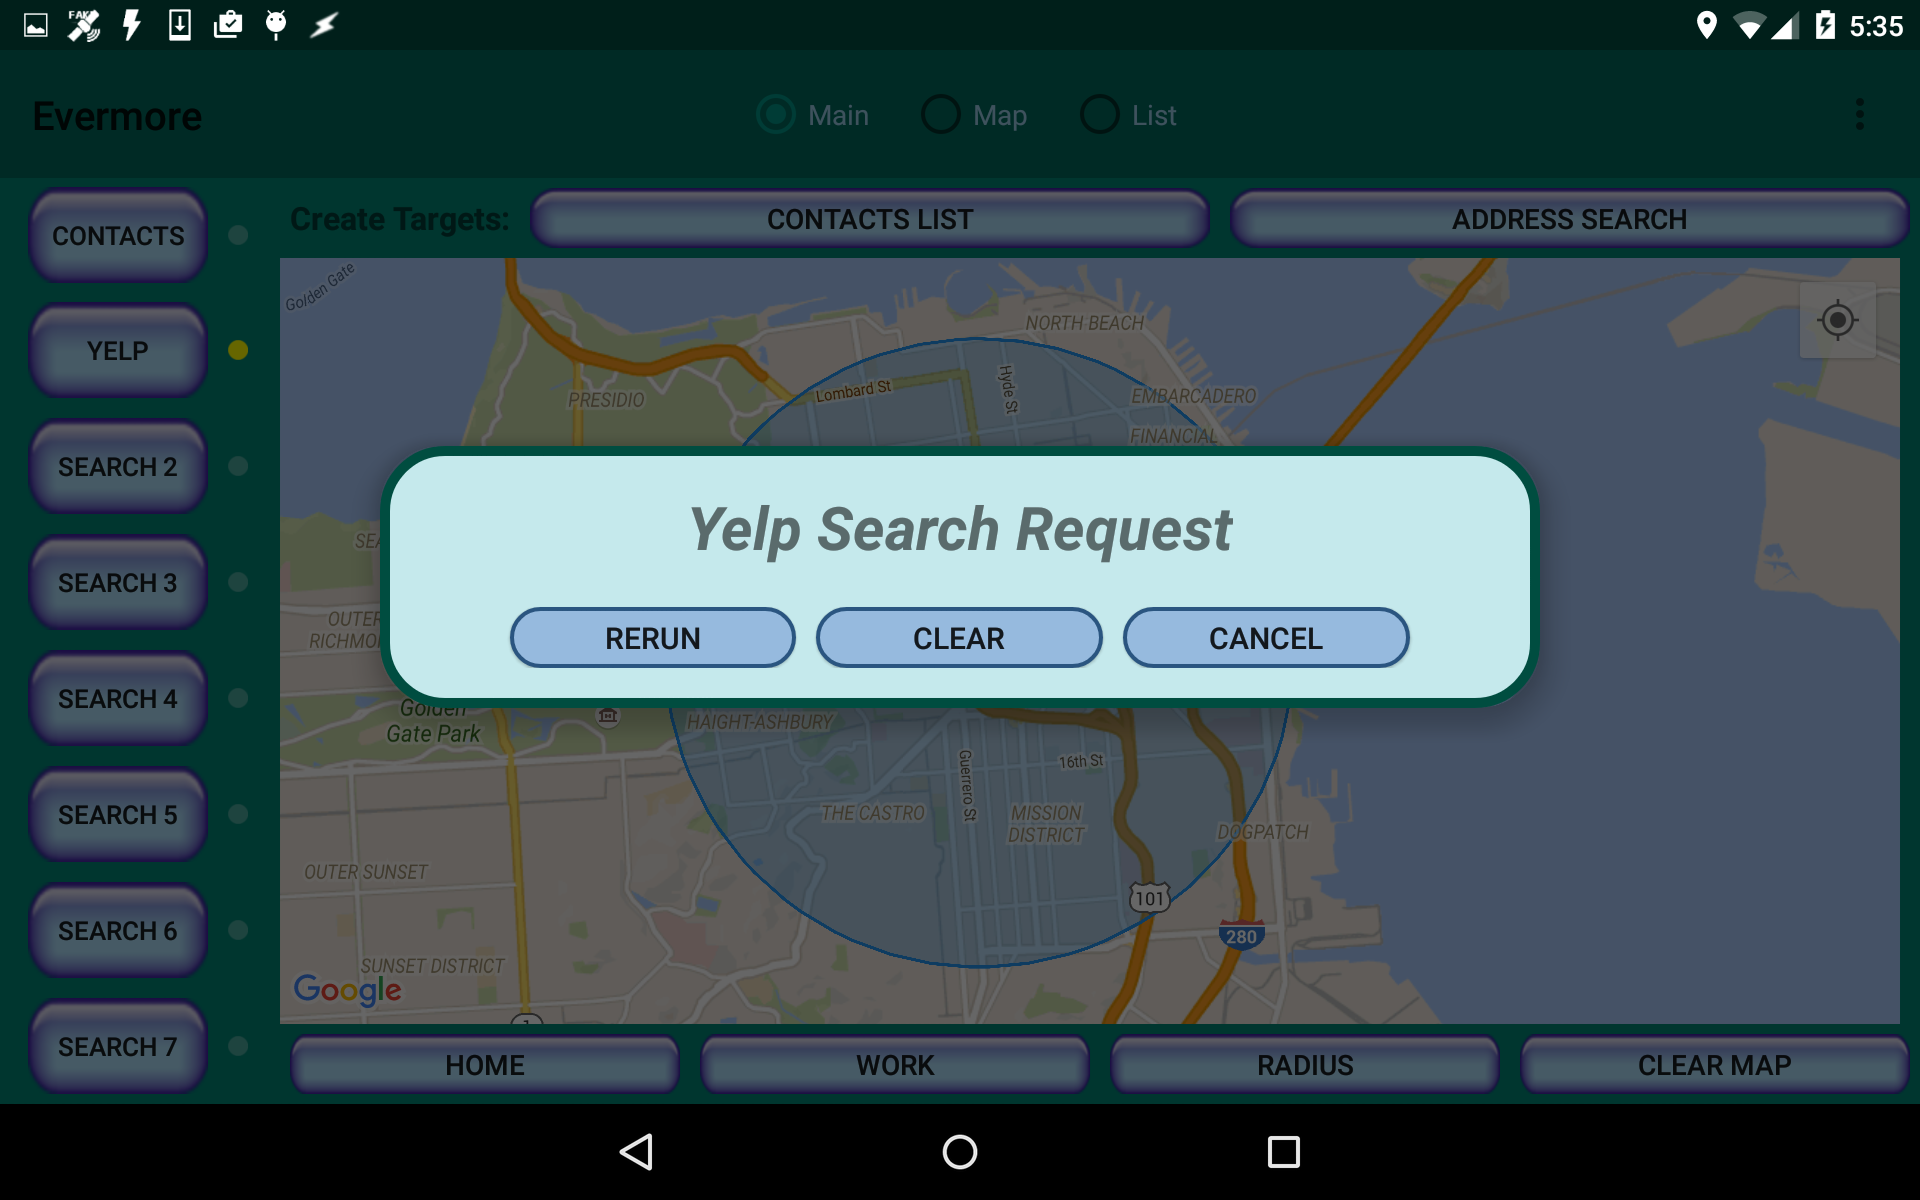 FAKE
5:35
Evermore
Main
Map
List
CONTACTS
YELP
SEARCH 2
SEARCH 3
SEARCH 4
SEARCH 5
SEARCH 6
SEARCH 7
Create Targets:
CONTACTS LIST
ADDRESS SEARCH
Golden Gate
NORTH BEACH
Hyde St
Lombard St
PRESIDIO
EMBARCADERO
FINANCIAL
Yelp Search Request
RERUN
CLEAR
CANCEL
OUTER
Golden
Gate Park
HAIGHT-ASHBURY
16th St
Guerrero St
THE CASTRO
MISSION
DISTRICT
DOGPATCH
OUTER SUNSET
101
280
SUNSET DISTRICT
Google
1
HOME
WORK
RADIUS
CLEAR MAP